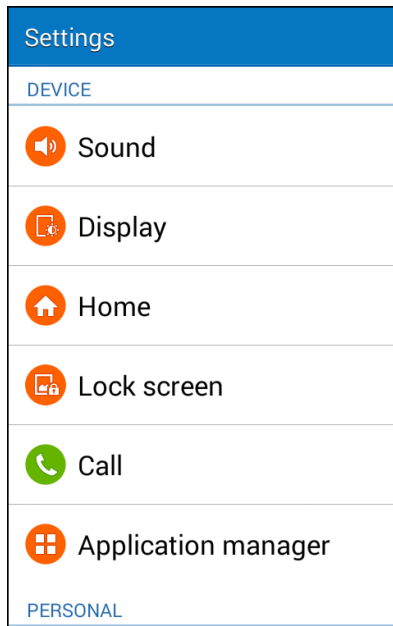 Settings
DEVICE
Sound
Display
Home
Lock screen
Call
Application manager
PERSONAL